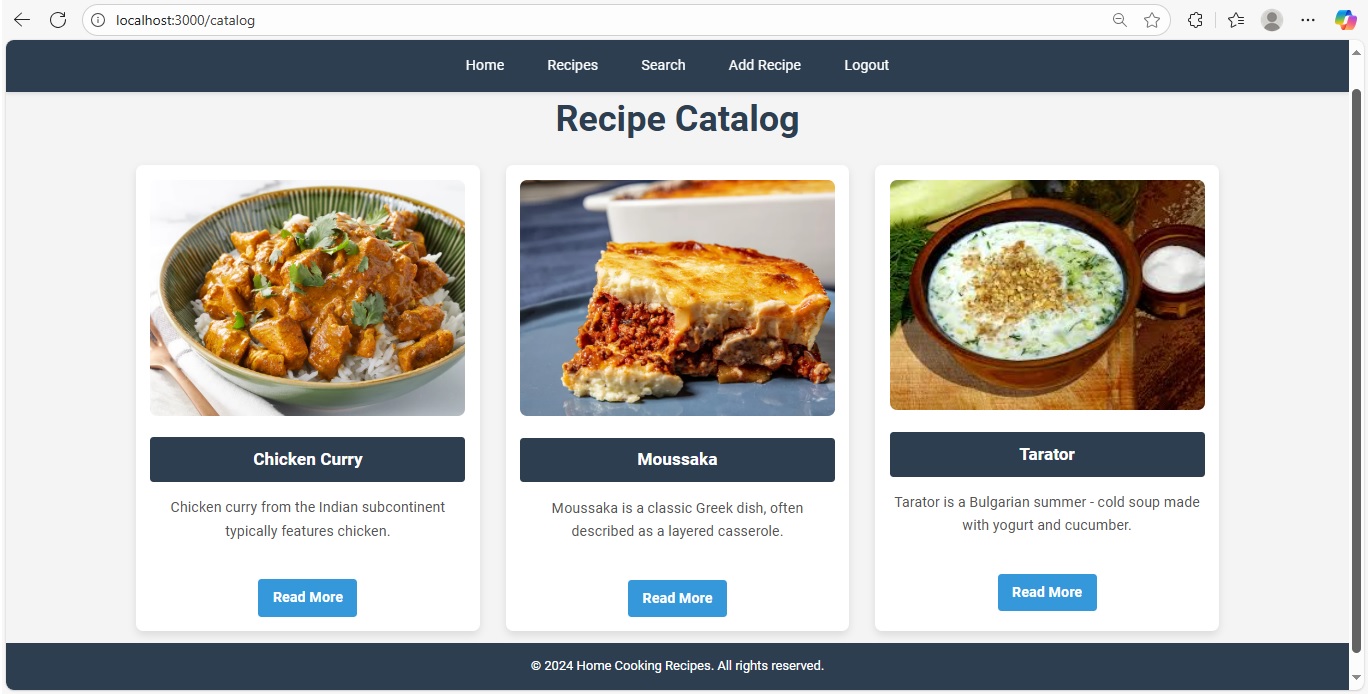 localhost:3000/catalog
Home Recipes Search Add Recipe Logout
Recipe Catalog
Chicken Curry
Chicken curry from the Indian subcontinent
typically features chicken.
Read More
Moussaka
Moussaka is a classic Greek dish, often
described as a layered casserole.
Read More
Tarator
Tarator is a Bulgarian summer - cold soup made
with yogurt and cucumber.
Read More
© 2024 Home Cooking Recipes. All rights reserved.